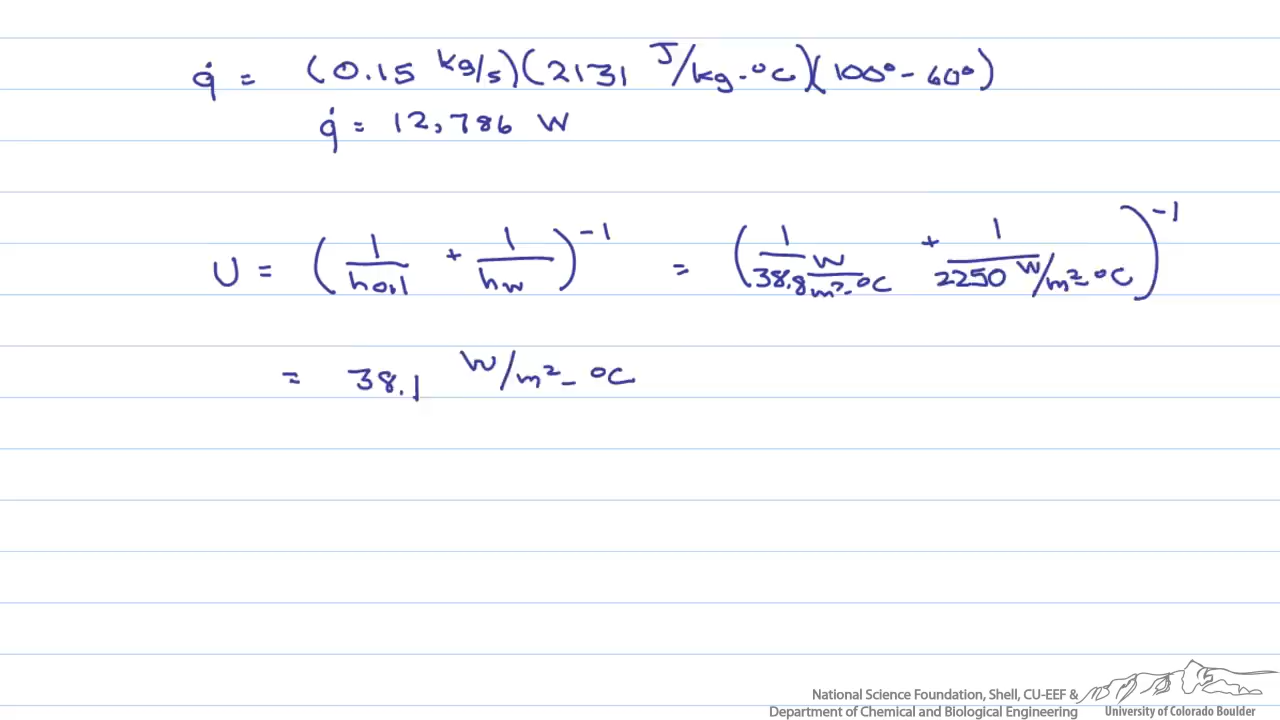 q̇ = (0.15 kg/s)(2131 J/kg-°C)(100°-60°)
q̇ = 12,786 W
U = (1/hoil + 1/hw)^-1 = (1/38.8 W/m²-°C + 1/2250 W/m²-°C)^-1
= 38.1 W/m²-°C
National Science Foundation, Shell, CU-EEF &
Department of Chemical and Biological Engineering
University of Colorado Boulder